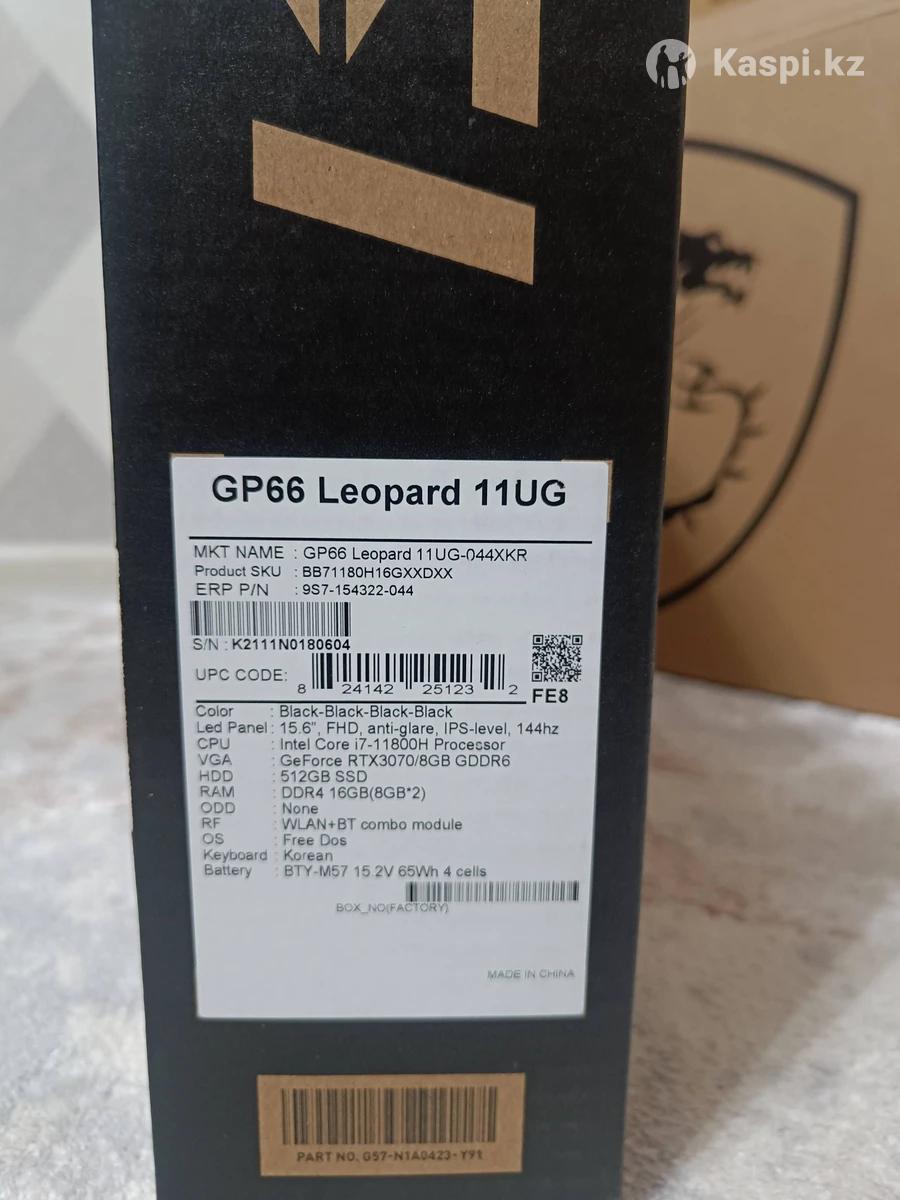 Kaspi.kz
GP66 Leopard 11UG
MKT NAME : GP66 Leopard 11UG-044XKR
Product SKU : BB71180H16GXXDXX
ERP P/N : 9S7-154322-044
S/N : K2111N0180604
UPC CODE: 8 24142 25123 2
FE8
Color : Black-Black-Black-Black
Led Panel : 15.6", FHD, anti-glare, IPS-level, 144hz
CPU : Intel Core i7-11800H Processor
VGA : GeForce RTX3070/8GB GDDR6
HDD : 512GB SSD
RAM : DDR4 16GB(8GB*2)
ODD : None
RF : WLAN+BT combo module
OS : Free Dos
Keyboard : Korean
Battery : BTY-M57 15.2V 65Wh 4 cells
BOX_NO(FACTORY)
MADE IN CHINA
PART NO. G57-N1A0423-Y91